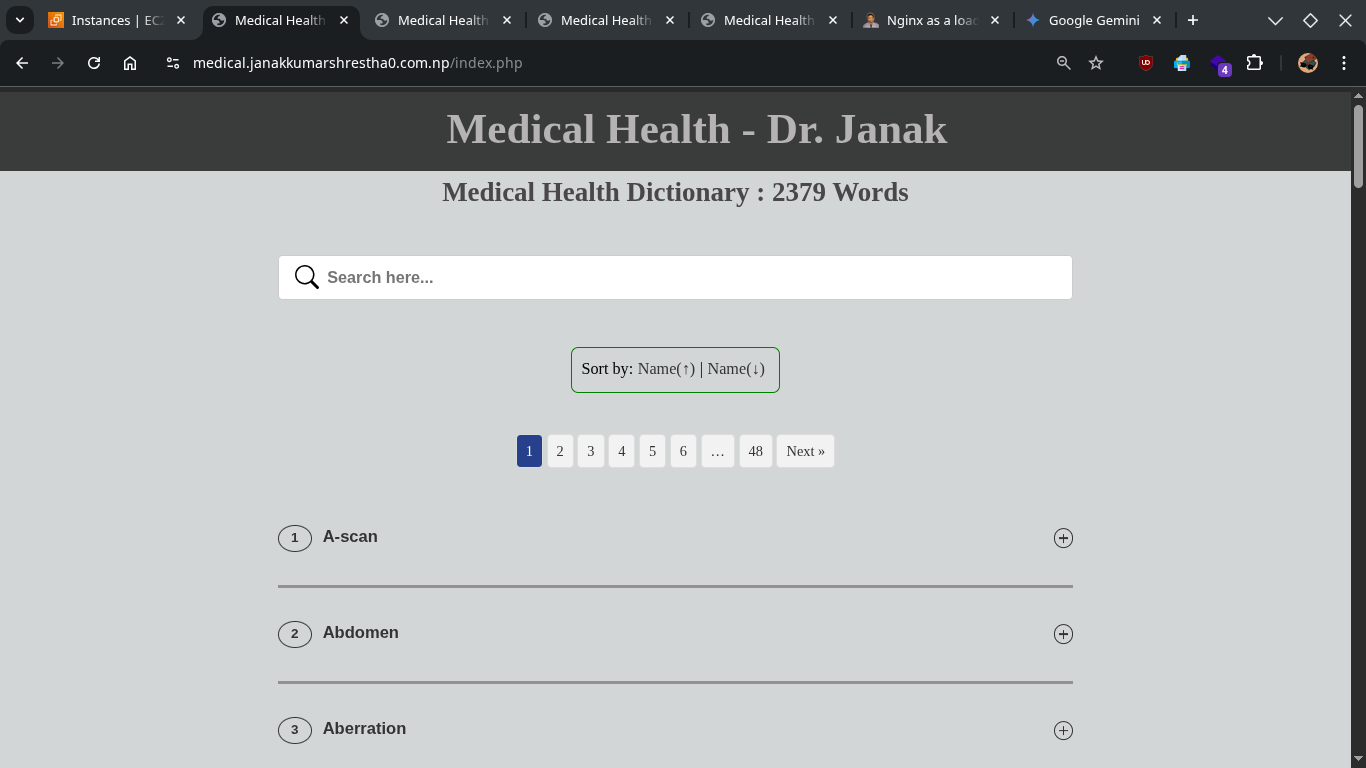 Instances | EC2
Medical Health
Medical Health
Medical Health
Medical Health
Nginx as a load
Google Gemini
medical.janakkumarshrestha0.com.np/index.php
UD
4
Medical Health - Dr. Janak
Medical Health Dictionary : 2379 Words
Search here...
Sort by: Name(↑) | Name(↓)
1 2 3 4 5 6 … 48 Next »
1 A-scan
2 Abdomen
3 Aberration